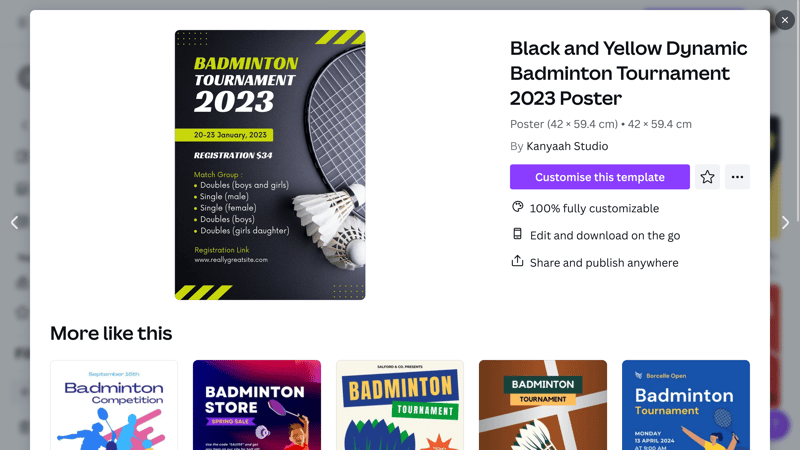 BADMINTON
TOURNAMENT
2023
20-23 January, 2023
REGISTRATION $34
Match Group :
Doubles (boys and girls)
Single (male)
Single (female)
Doubles (boys)
Doubles (girls daughter)
Registration Link
www.reallygreatsite.com
Black and Yellow Dynamic
Badminton Tournament
2023 Poster
Poster (42 × 59.4 cm) • 42 × 59.4 cm
By Kanyaah Studio
Customise this template
100% fully customizable
Edit and download on the go
Share and publish anywhere
More like this
September 25th
Badminton
Competition
BADMINTON
STORE
SPRING SALE
SALFORD & CO. PRESENTS
BADMINTON
TOURNAMENT
BADMINTON
TOURNAMENT
Borcelle Open
Badminton
Tournament
MONDAY
13 APRIL 2024
AT 9:00 AM